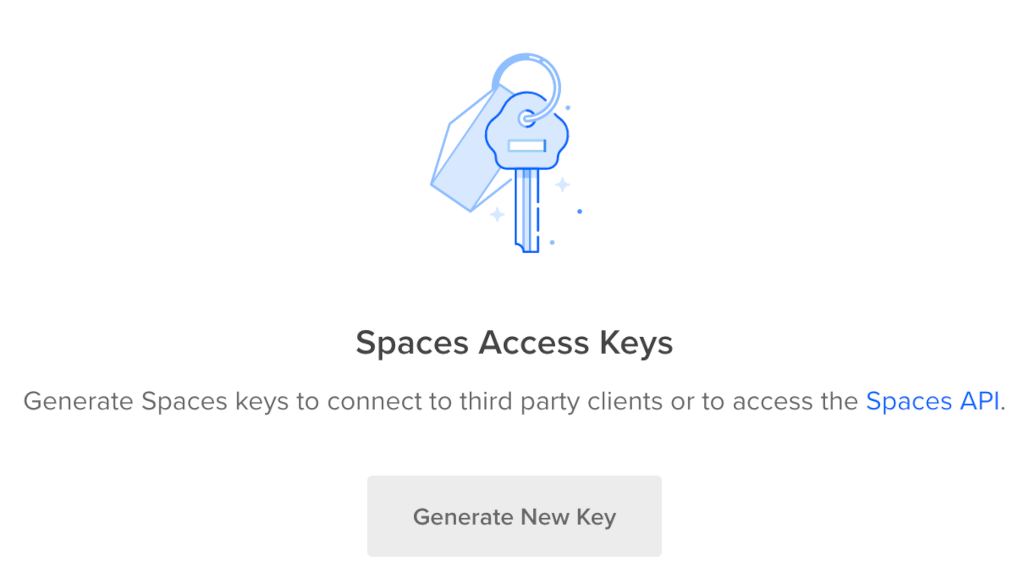 Spaces Access Keys
Generate Spaces keys to connect to third party clients or to access the Spaces API.
Generate New Key